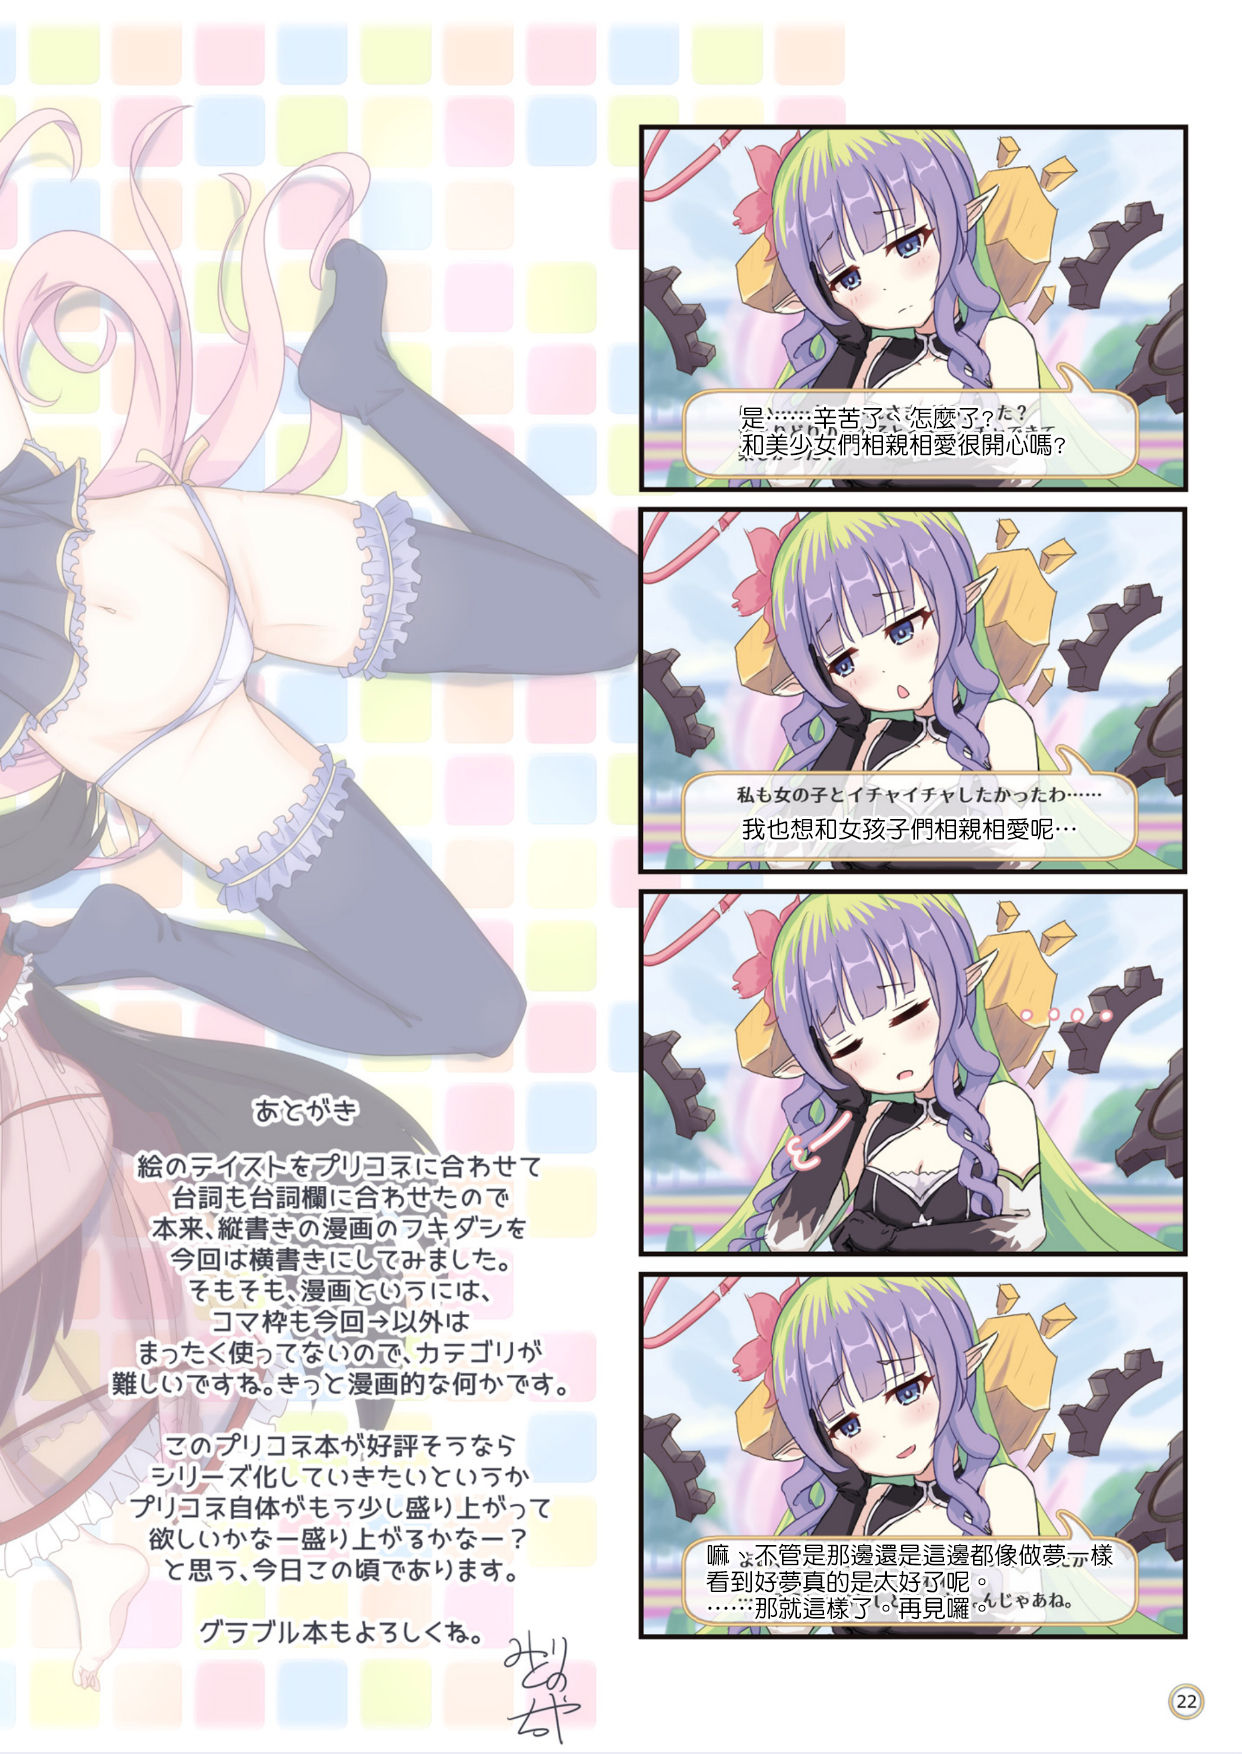 是……辛苦了　怎麼了?
和美少女們相親相愛很開心嗎?
私も女の子とイチャイチャしたかったわ……
我也想和女孩子們相親相愛呢…
嘛、不管是那邊還是這邊都像做夢一樣
看到好夢真的是太好了呢。
……那就這樣了。再見囉。
んじゃあね。
あとがき
絵のテイストをプリコネに合わせて
台詞も台詞欄に合わせたので
本来、縦書きの漫画のフキダシを
今回は横書きにしてみました。
そもそも、漫画というには、
コマ枠も今回→以外は
まったく使ってないので、カテゴリが
難しいですね。きっと漫画的な何かです。
このプリコネ本が好評そうなら
シリーズ化していきたいというか
プリコネ自体がもう少し盛り上がって
欲しいかなー盛り上がるかなー？
と思う、今日この頃であります。
グラブル本もよろしくね。
みどりのちや
22